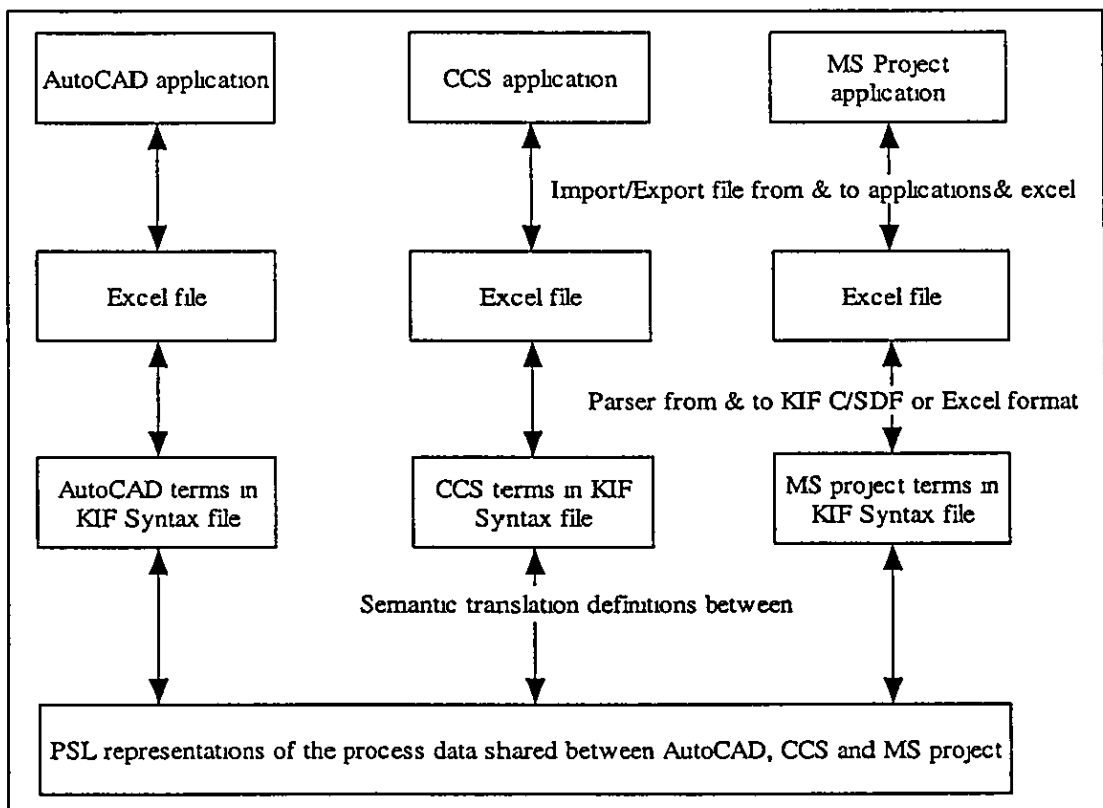 AutoCAD application
CCS application
MS Project
application
Import/Export file from & to applications& excel
Excel file
Excel file
Excel file
Parser from & to KIF C/SDF or Excel format
AutoCAD terms in
KIF Syntax file
CCS terms in KIF
Syntax file
MS project terms in
KIF Syntax file
Semantic translation definitions between
PSL representations of the process data shared between AutoCAD, CCS and MS project